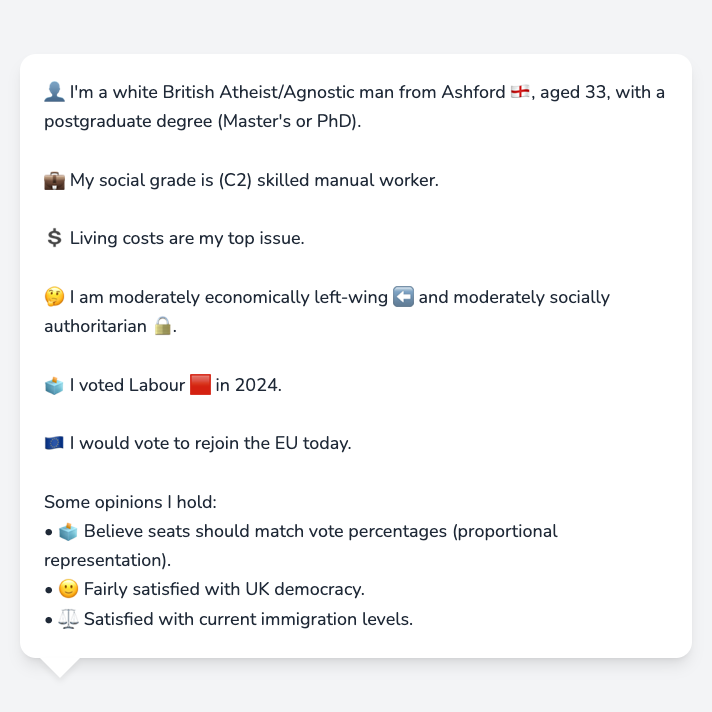 👤 I'm a white British Atheist/Agnostic man from Ashford 🏴󠁧󠁢󠁥󠁮󠁧󠁿, aged 33, with a
postgraduate degree (Master's or PhD).
💼 My social grade is (C2) skilled manual worker.
💲 Living costs are my top issue.
🤔 I am moderately economically left-wing ⬅️ and moderately socially
authoritarian 🔒.
🗳️ I voted Labour 🟥 in 2024.
🇪🇺 I would vote to rejoin the EU today.
Some opinions I hold:
• 🗳️ Believe seats should match vote percentages (proportional
representation).
• 🙂 Fairly satisfied with UK democracy.
• ⚖️ Satisfied with current immigration levels.